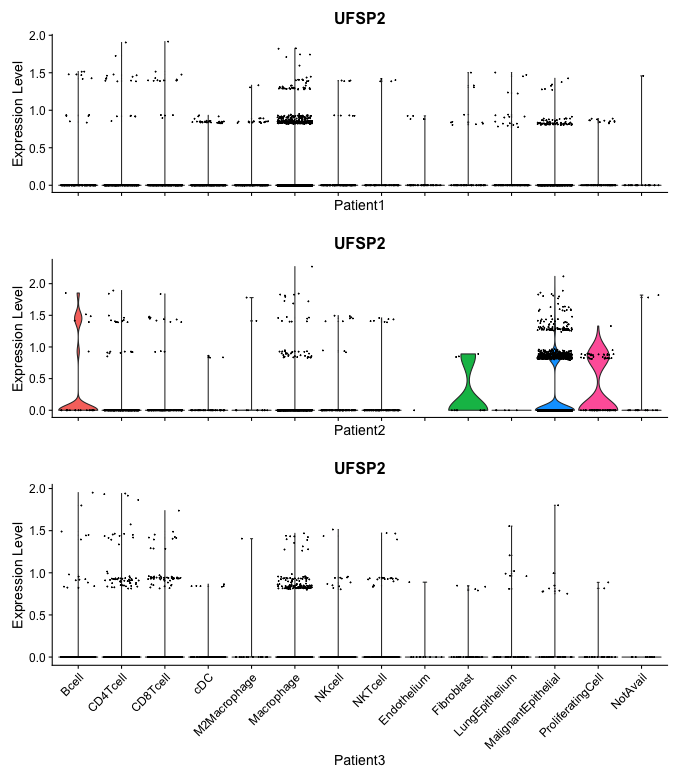 UFSP2
Expression Level
2.0
1.5
1.0
0.5
0.0
Patient1
UFSP2
Expression Level
2.0
1.5
1.0
0.5
0.0
Patient2
UFSP2
Expression Level
2.0
1.5
1.0
0.5
0.0
Bcell
CD4Tcell
CD8Tcell
cDC
M2Macrophage
Macrophage
NKcell
NKTcell
Endothelium
Fibroblast
LungEpithelium
MalignantEpithelial
ProliferatingCell
NotAvail
Patient3